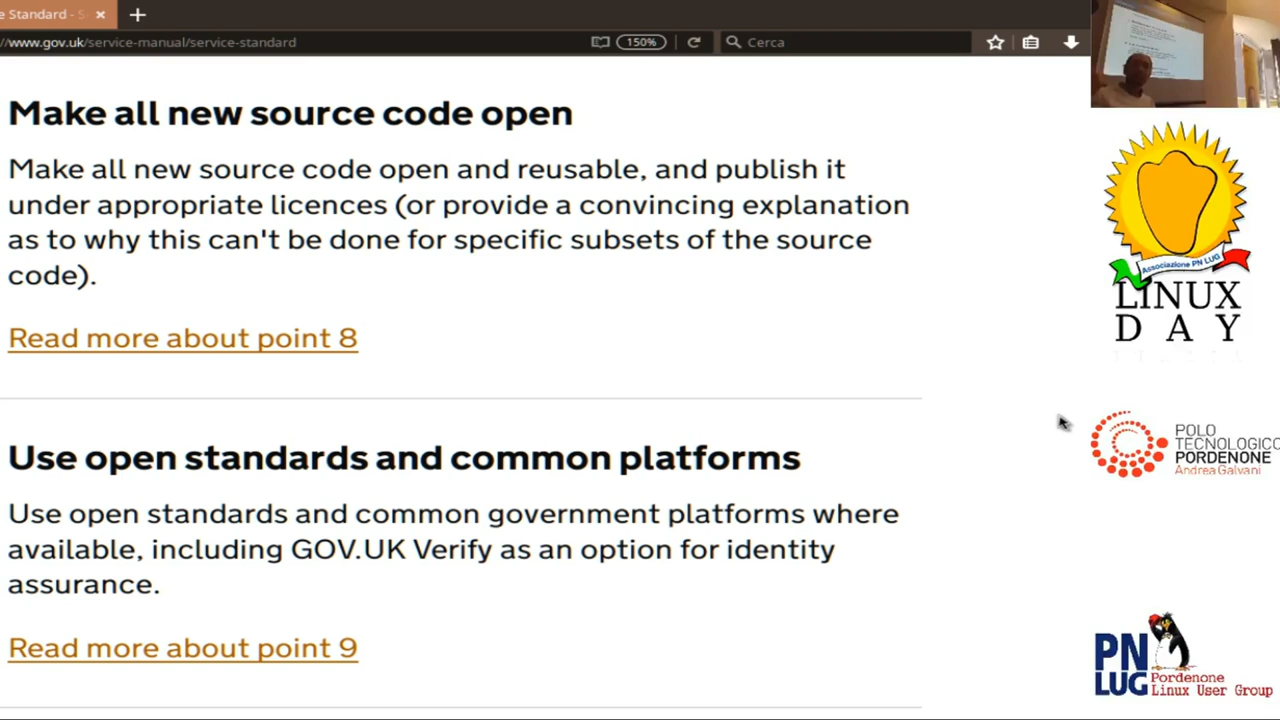 e Standard - S
//www.gov.uk/service-manual/service-standard
150%
Cerca
Make all new source code open
Make all new source code open and reusable, and publish it
under appropriate licences (or provide a convincing explanation
as to why this can't be done for specific subsets of the source
code).
Read more about point 8
Use open standards and common platforms
Use open standards and common government platforms where
available, including GOV.UK Verify as an option for identity
assurance.
Read more about point 9
Associazione PN LUG
LINUX
DAY
POLO
TECNOLOGICO
PORDENONE
Andrea Galvani
PN
LUG
Pordenone
Linux User Group